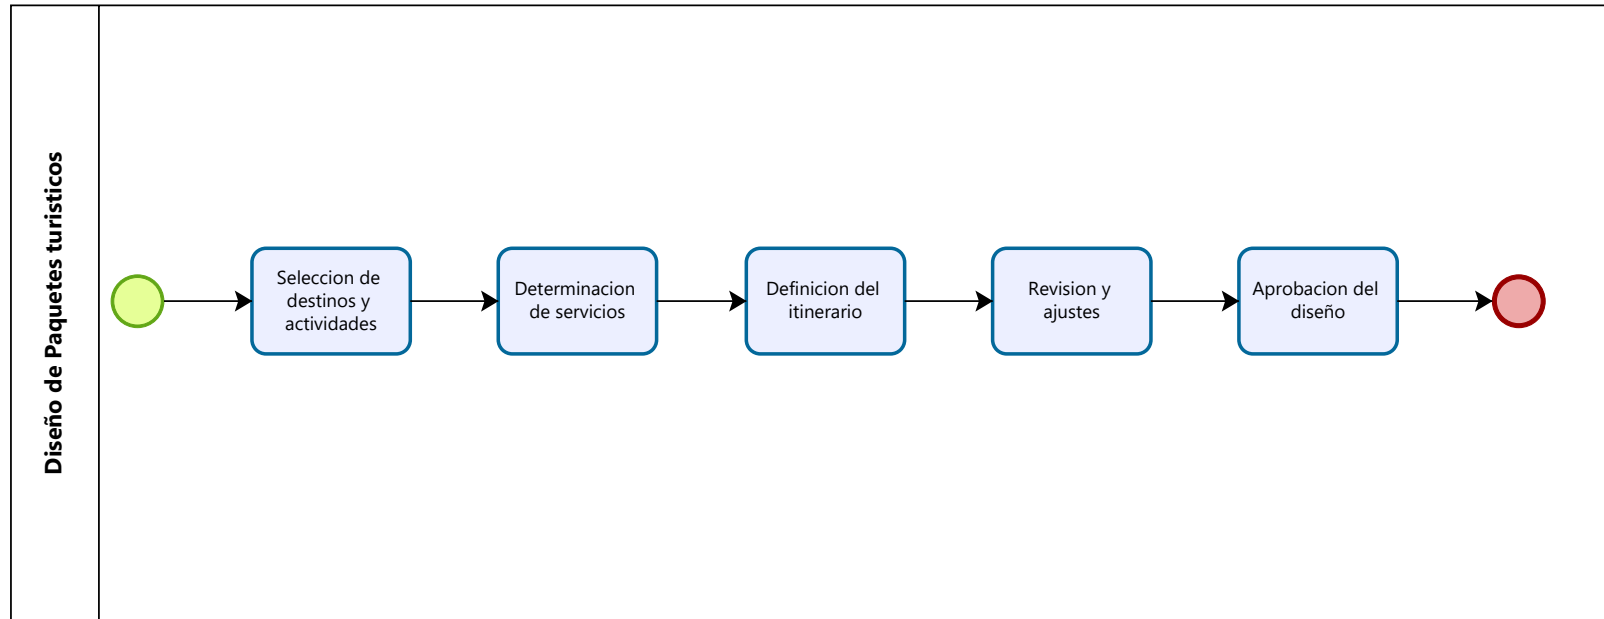 Diseño de Paquetes turisticos
Seleccion de
destinos y
actividades
Determinacion
de servicios
Definicion del
itinerario
Revision y
ajustes
Aprobacion del
diseño